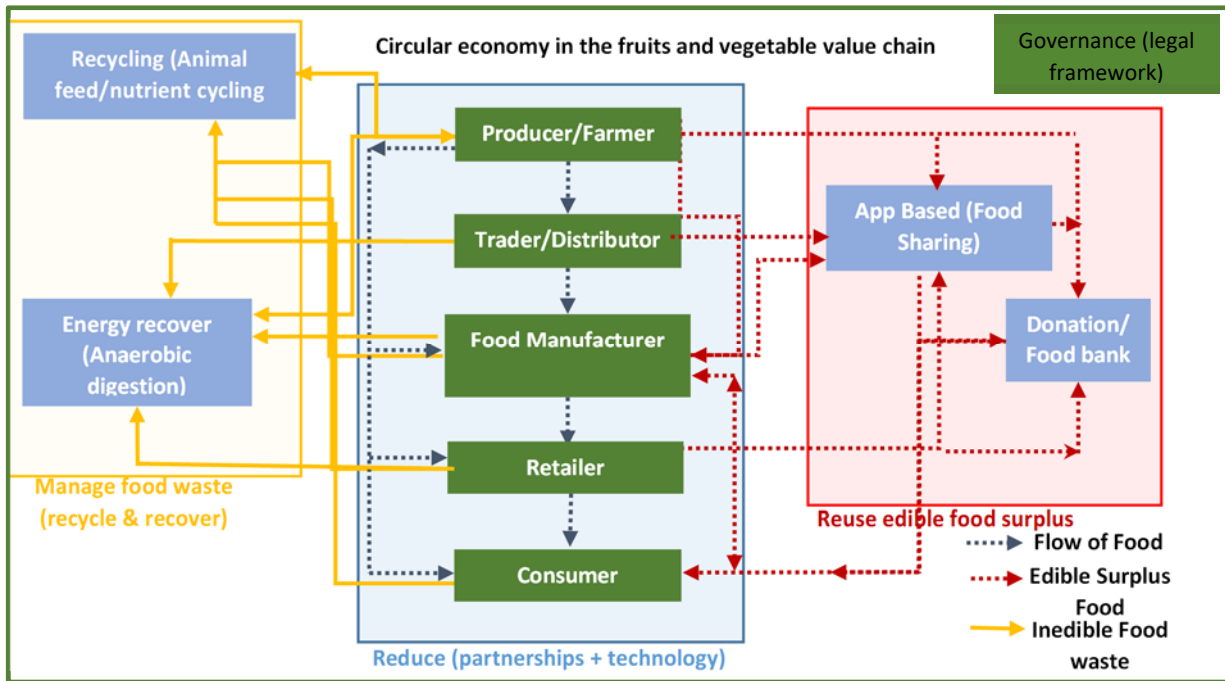 Circular economy in the fruits and vegetable value chain
Governance (legal
framework)
Recycling (Animal
feed/nutrient cycling
Energy recover
(Anaerobic
digestion)
Manage food waste
(recycle & recover)
Producer/Farmer
Trader/Distributor
Food Manufacturer
Retailer
Consumer
Reduce (partnerships + technology)
App Based (Food
Sharing)
Donation/
Food bank
Reuse edible food surplus
Flow of Food
Edible Surplus
Food
Inedible Food
waste